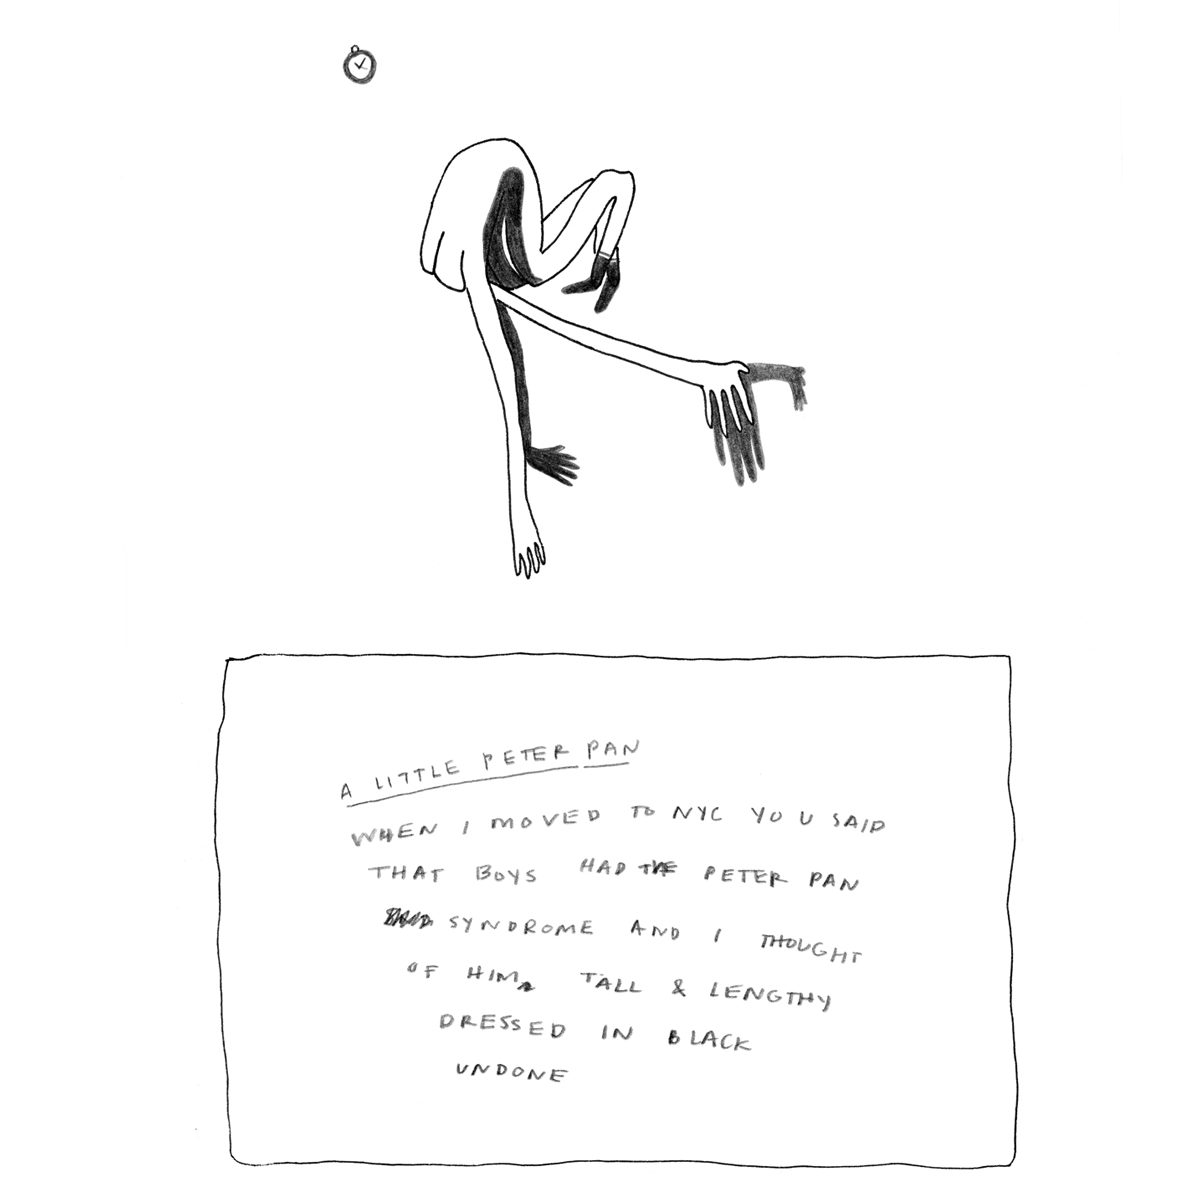 A LITTLE PETER PAN
WHEN I MOVED TO NYC YOU SAID
THAT BOYS HAD THE PETER PAN
SYNDROME AND I THOUGHT
OF HIM, TALL & LENGTHY
DRESSED IN BLACK
UNDONE